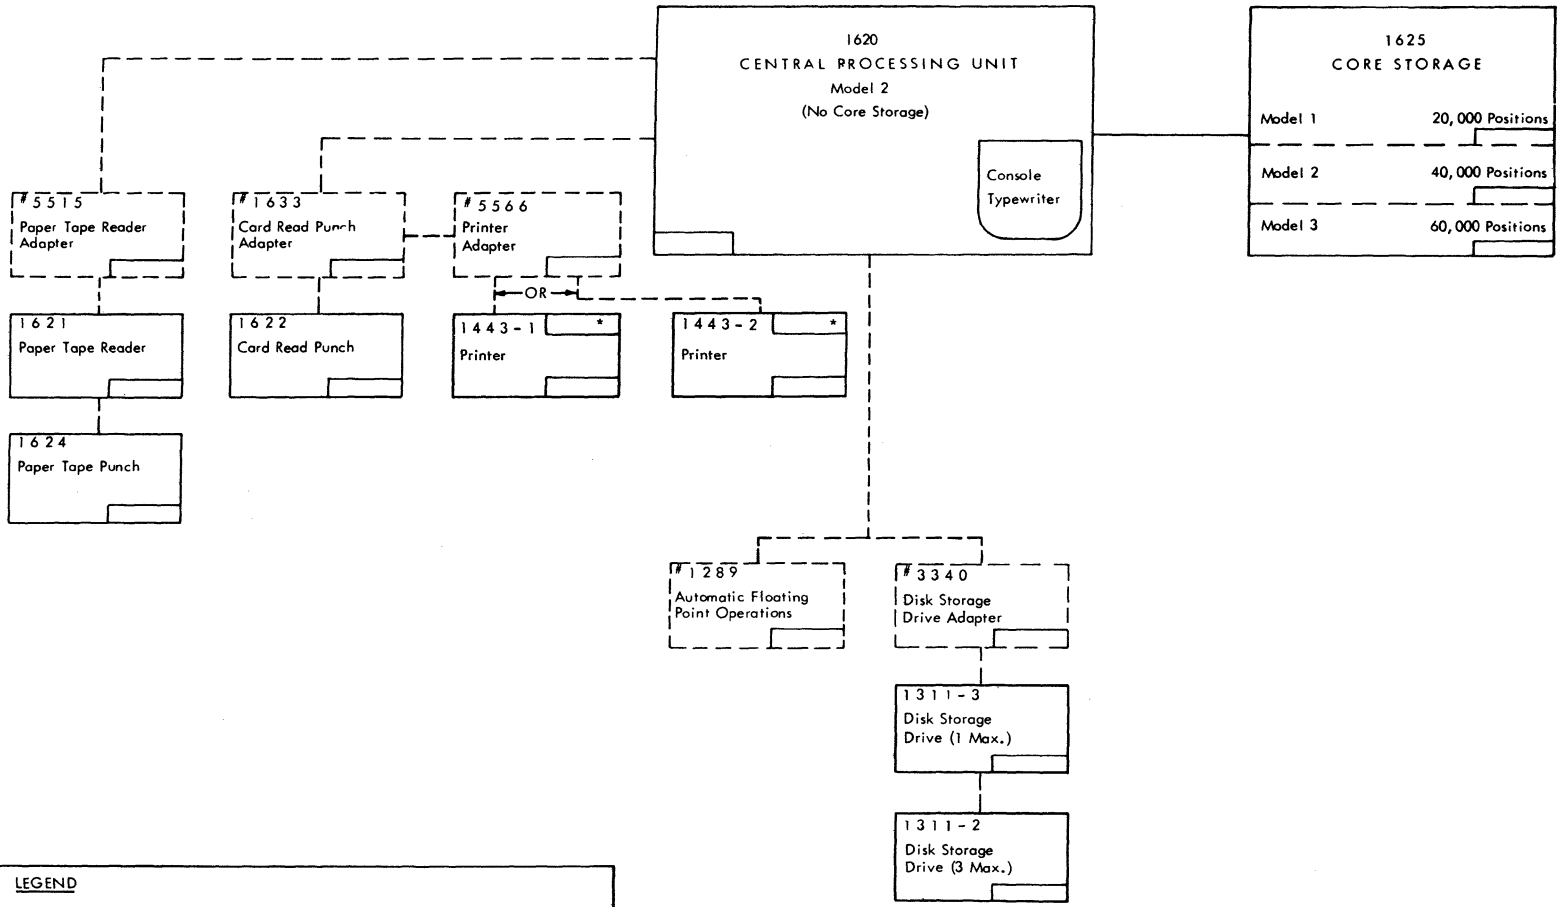 1620
CENTRAL PROCESSING UNIT
Model 2
(No Core Storage)
Console
Typewriter
1625
CORE STORAGE
Model 1 20,000 Positions
Model 2 40,000 Positions
Model 3 60,000 Positions
#5515
Paper Tape Reader
Adapter
#1633
Card Read Punch
Adapter
#5566
Printer
Adapter
OR
1621
Paper Tape Reader
1622
Card Read Punch
1443-1 *
Printer
1443-2 *
Printer
1624
Paper Tape Punch
#1289
Automatic Floating
Point Operations
#3340
Disk Storage
Drive Adapter
1311-3
Disk Storage
Drive (1 Max.)
1311-2
Disk Storage
Drive (3 Max.)
LEGEND